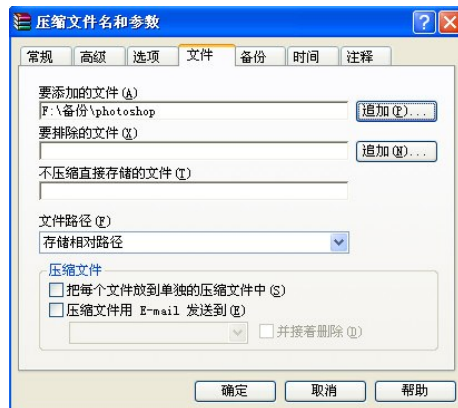 压缩文件名和参数
常规 高级 选项 文件 备份 时间 注释
要添加的文件(A)
F:\备份\photoshop 追加(P)...
要排除的文件(X)
追加(N)...
不压缩直接存储的文件(T)
文件路径(F)
存储相对路径
压缩文件
把每个文件放到单独的压缩文件中(S)
压缩文件用 E-mail 发送到(E)
并接着删除(D)
确定 取消 帮助